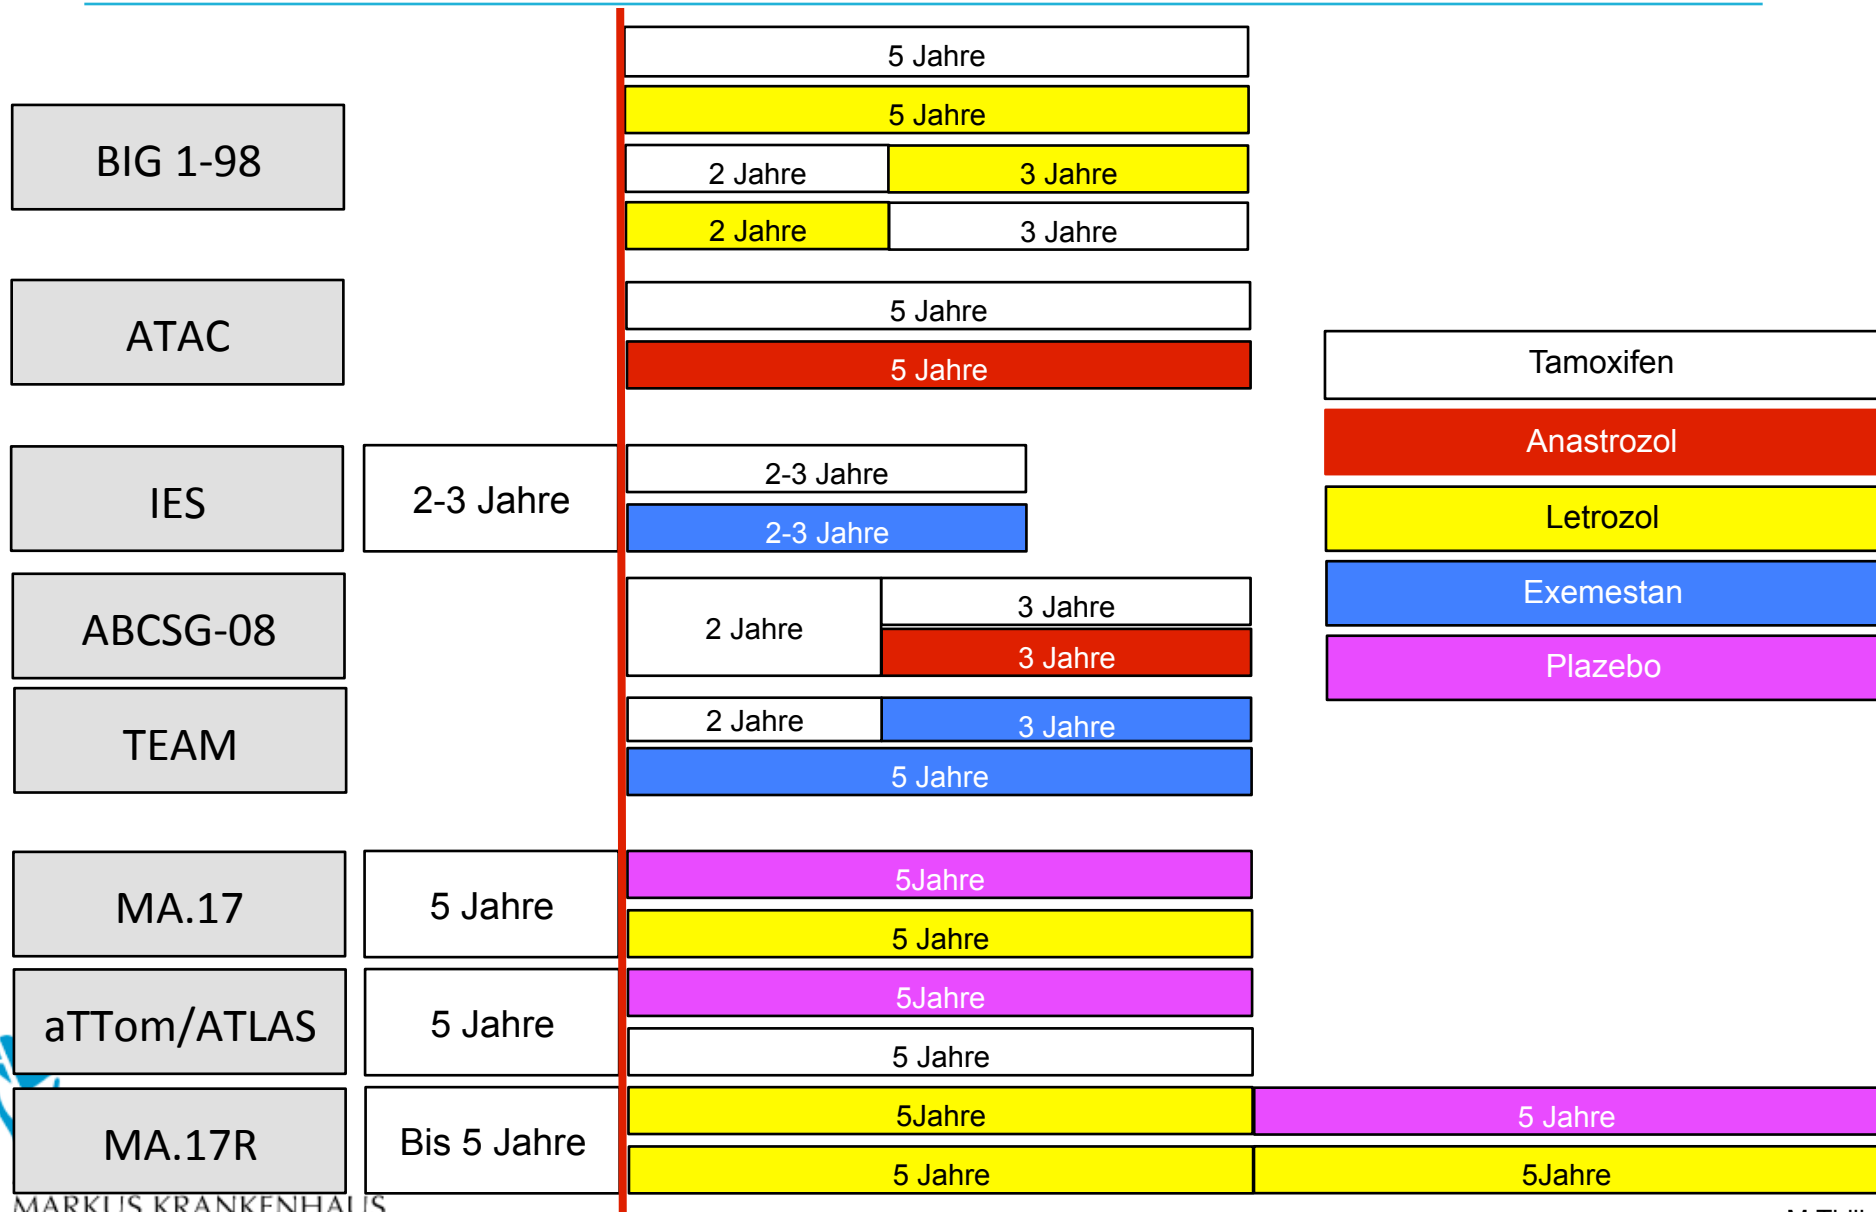 5 Jahre
5 Jahre
BIG 1-98
2 Jahre 3 Jahre
2 Jahre 3 Jahre
5 Jahre
ATAC
5 Jahre
Tamoxifen
Anastrozol
2-3 Jahre
IES 2-3 Jahre
2-3 Jahre
Letrozol
Exemestan
3 Jahre
ABCSG-08 2 Jahre
3 Jahre
Plazebo
2 Jahre 3 Jahre
TEAM
5 Jahre
5Jahre
MA.17 5 Jahre
5 Jahre
5Jahre
aTTom/ATLAS 5 Jahre
5 Jahre
5Jahre 5 Jahre
MA.17R Bis 5 Jahre
5 Jahre 5Jahre
MARKUS KRANKENHAUS